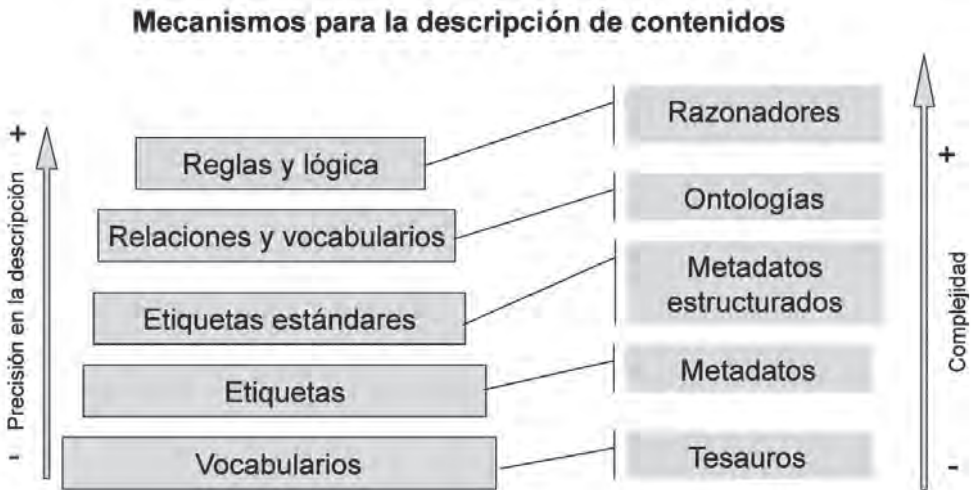 Mecanismos para la descripción de contenidos
Razonadores
Reglas y lógica
Ontologías
Relaciones y vocabularios
Metadatos
estructurados
Etiquetas estándares
Metadatos
Etiquetas
Tesauros
Vocabularios
- Precisión en la descripción +
- Complejidad +